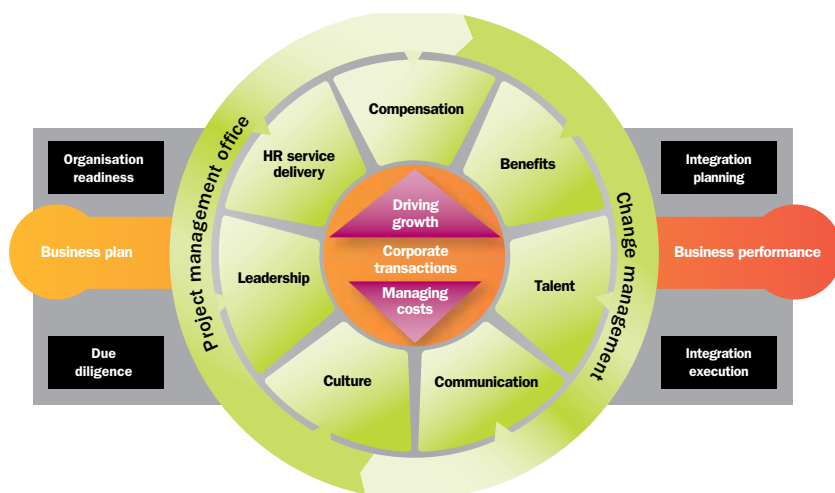 Organisation
readiness
Business plan
Due
diligence
Project management office
Compensation
HR service
delivery
Benefits
Leadership
Talent
Culture
Communication
Driving
growth
Corporate
transactions
Managing
costs
Change management
Integration
planning
Business performance
Integration
execution